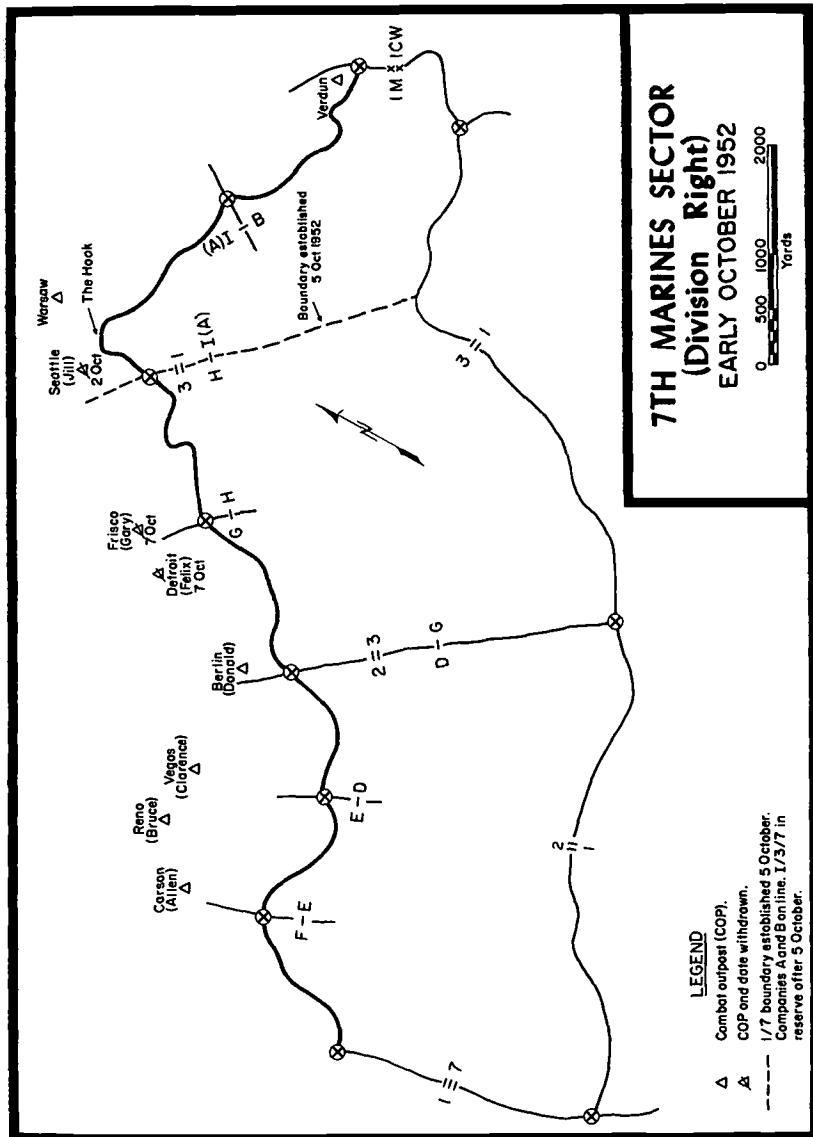 7TH MARINES SECTOR
(Division Right)
EARLY OCTOBER 1952
0 500 1000 2000
Yards
Verdun
1M x x 1CW
(A)I - B
Warsaw
The Hook
Boundary established
5 Oct 1952
Seattle
(Jill)
2 Oct
3 = 1
H - I(A)
3 = 1
N
Frisco
(Gary)
7 Oct
G - H
Detroit
(Felix)
7 Oct
Berlin
(Donald)
2 = 3
D - G
Vegas
(Clarence)
E - D
Reno
(Bruce)
Carson
(Allen)
F - E
2 = 1
1 ≡ 7
LEGEND
Combat outpost (COP).
COP and date withdrawn.
1/7 boundary established 5 October.
Companies A and B on line. I/3/7 in
reserve after 5 October.